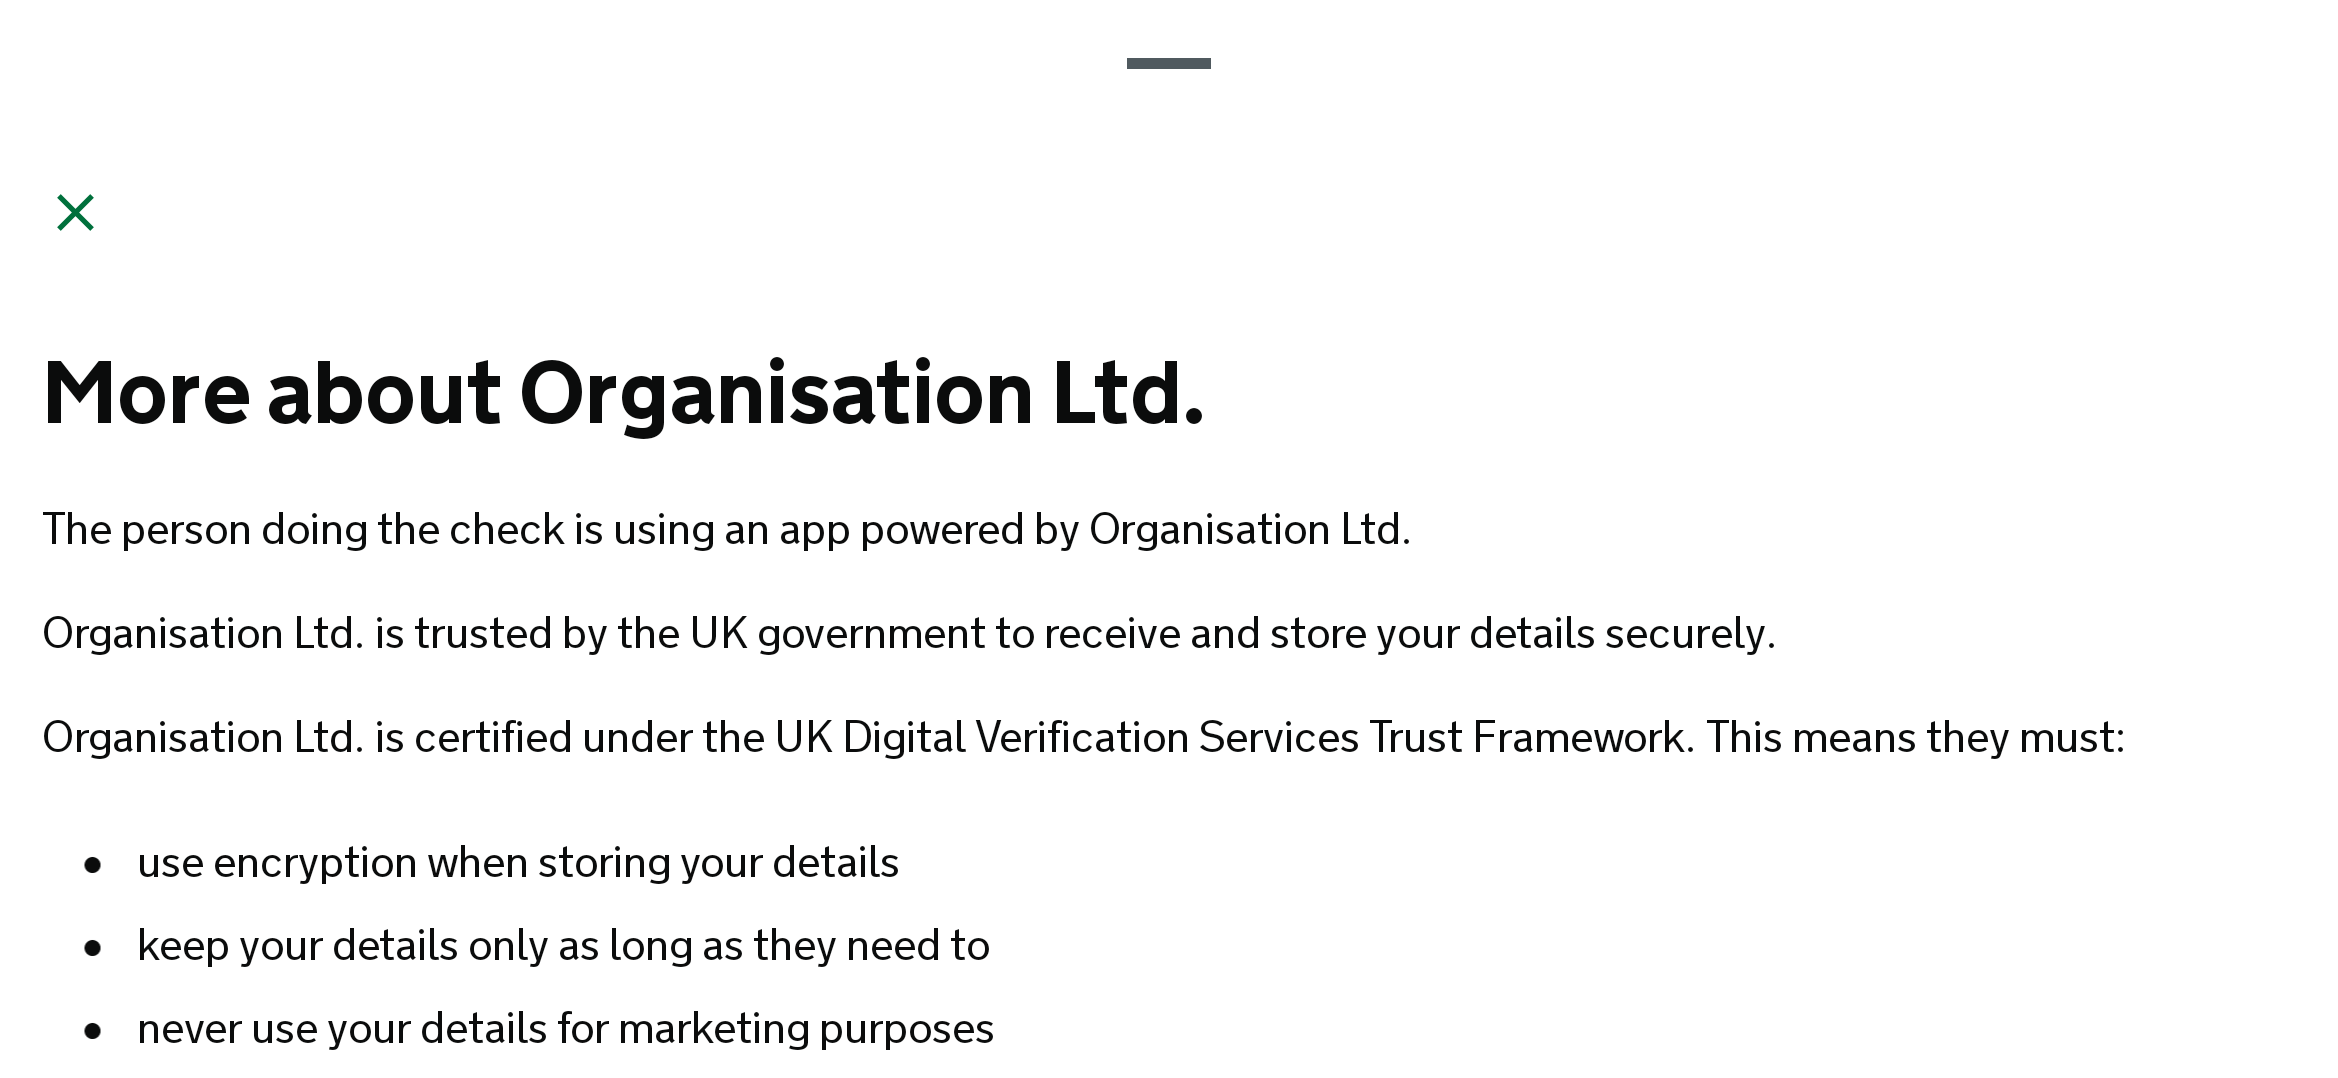 More about Organisation Ltd.
The person doing the check is using an app powered by Organisation Ltd.
Organisation Ltd. is trusted by the UK government to receive and store your details securely.
Organisation Ltd. is certified under the UK Digital Verification Services Trust Framework. This means they must:
• use encryption when storing your details
• keep your details only as long as they need to
• never use your details for marketing purposes